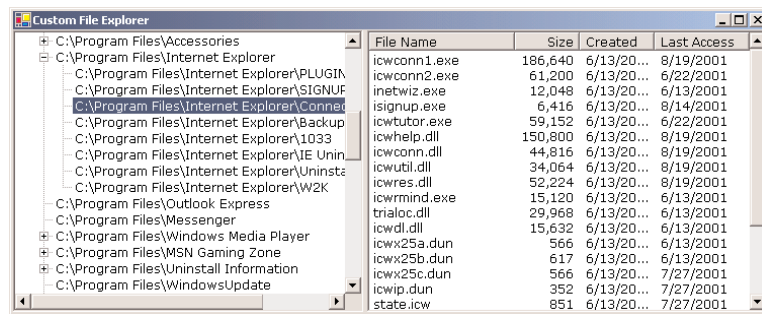 Custom File Explorer
C:\Program Files\Accessories
C:\Program Files\Internet Explorer
C:\Program Files\Internet Explorer\PLUGIN
C:\Program Files\Internet Explorer\SIGNUP
C:\Program Files\Internet Explorer\Connec
C:\Program Files\Internet Explorer\Backup
C:\Program Files\Internet Explorer\1033
C:\Program Files\Internet Explorer\IE Unin
C:\Program Files\Internet Explorer\Uninsta
C:\Program Files\Internet Explorer\W2K
C:\Program Files\Outlook Express
C:\Program Files\Messenger
C:\Program Files\Windows Media Player
C:\Program Files\MSN Gaming Zone
C:\Program Files\Uninstall Information
C:\Program Files\WindowsUpdate
File Name Size Created Last Access
icwconn1.exe 186,640 6/13/20... 8/19/2001
icwconn2.exe 61,200 6/13/20... 6/22/2001
inetwiz.exe 12,048 6/13/20... 6/13/2001
isignup.exe 6,416 6/13/20... 8/14/2001
icwtutor.exe 59,152 6/13/20... 6/22/2001
icwhelp.dll 150,800 6/13/20... 8/19/2001
icwconn.dll 44,816 6/13/20... 8/19/2001
icwutil.dll 34,064 6/13/20... 8/19/2001
icwres.dll 52,224 6/13/20... 8/19/2001
icwrmind.exe 15,120 6/13/20... 6/13/2001
trialoc.dll 29,968 6/13/20... 6/13/2001
icwdl.dll 15,632 6/13/20... 6/13/2001
icwx25a.dun 566 6/13/20... 6/13/2001
icwx25b.dun 617 6/13/20... 6/13/2001
icwx25c.dun 566 6/13/20... 7/27/2001
icwip.dun 352 6/13/20... 7/27/2001
state.icw 851 6/13/20... 7/27/2001